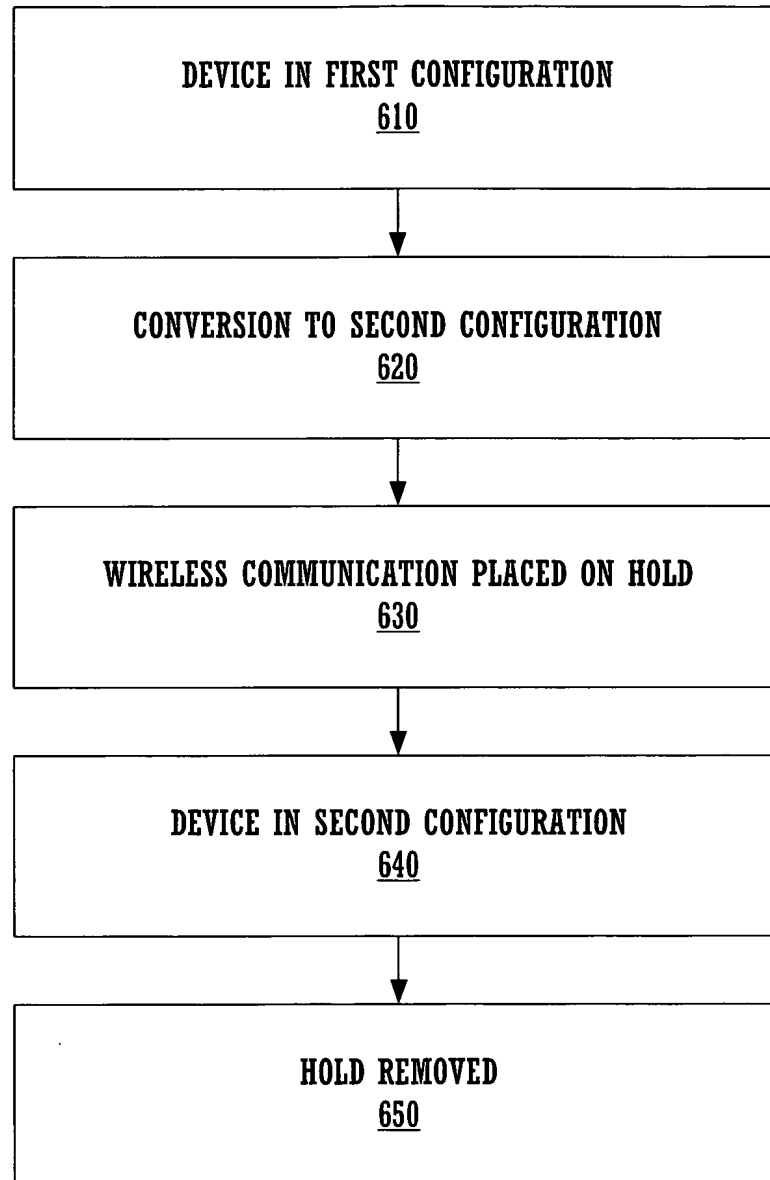 DEVICE IN FIRST CONFIGURATION
610
CONVERSION TO SECOND CONFIGURATION
620
WIRELESS COMMUNICATION PLACED ON HOLD
630
DEVICE IN SECOND CONFIGURATION
640
HOLD REMOVED
650